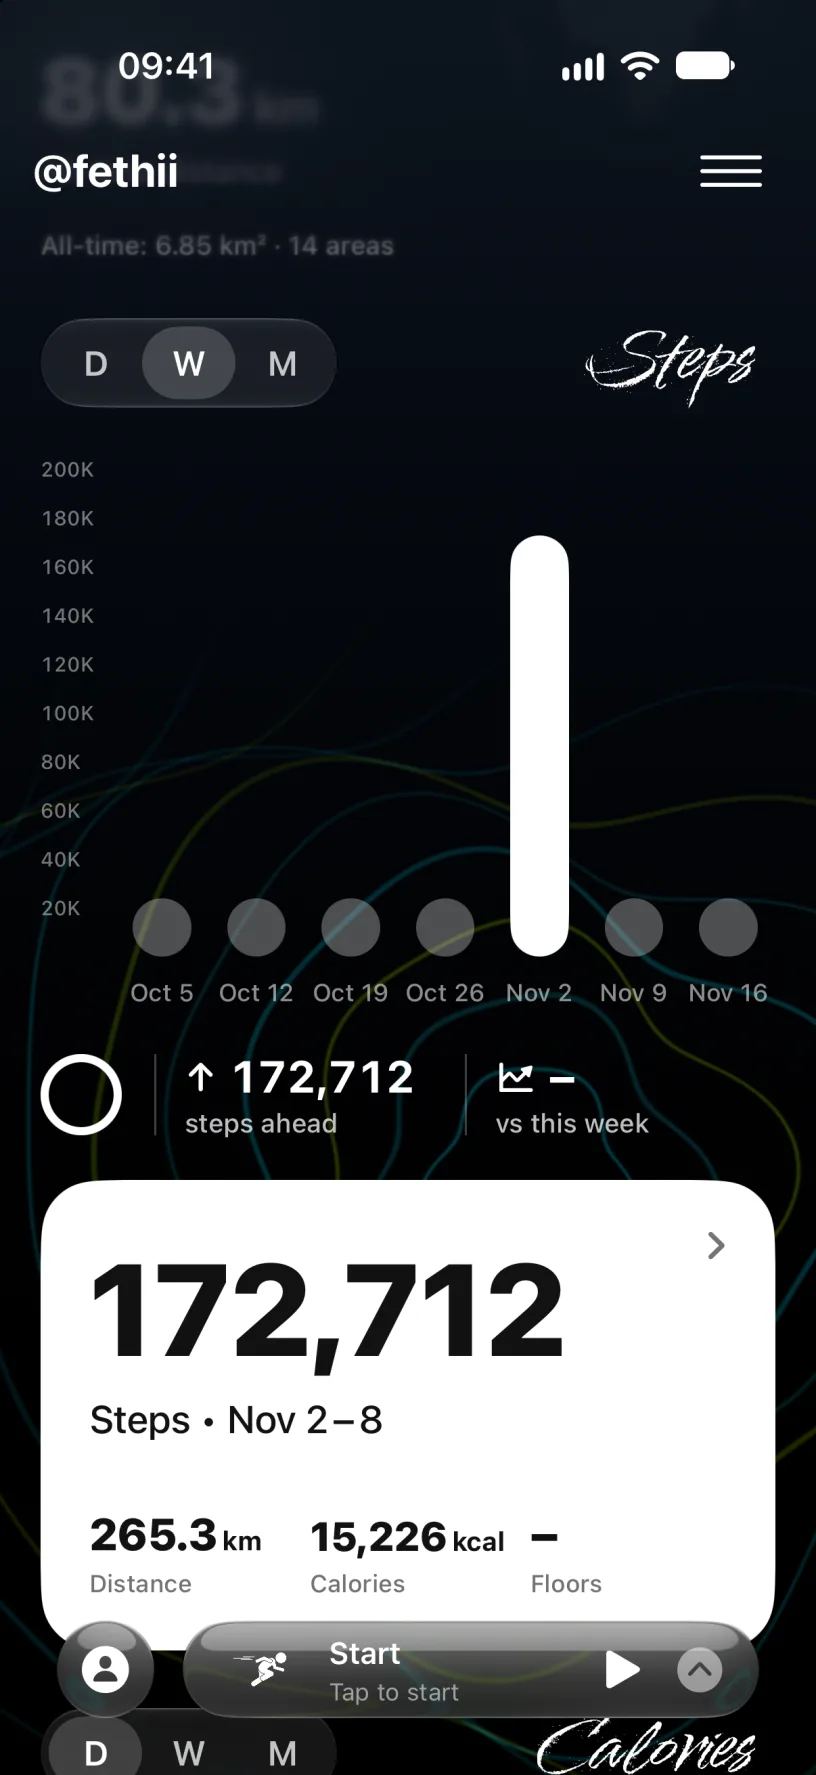 09:41
80.3 km
@fethii
All-time: 6.85 km² · 14 areas
D W M
Steps
200K
180K
160K
140K
120K
100K
80K
60K
40K
20K
Oct 5 Oct 12 Oct 19 Oct 26 Nov 2 Nov 9 Nov 16
↑ 172,712
steps ahead
–
vs this week
172,712
Steps • Nov 2–8
265.3 km
Distance
15,226 kcal
Calories
–
Floors
Start
Tap to start
D W M
Calories